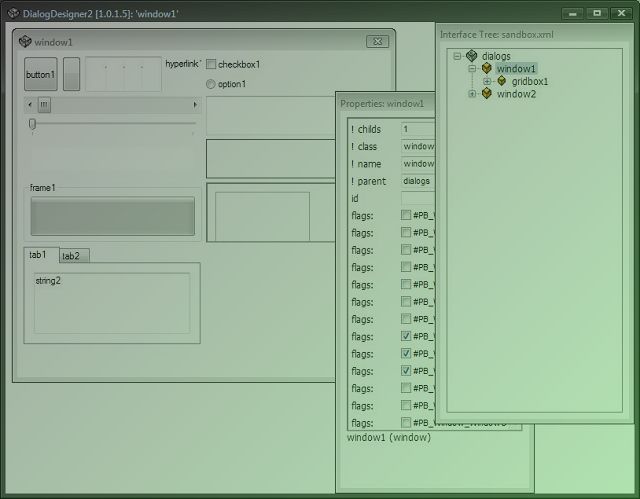 DialogDesigner2 [1.0.1.5]: 'window1'
window1
button1
hyperlink
checkbox1
option1
frame1
tab1
tab2
string2
Properties: window1
! childs 1
! class window
! name window
! parent dialogs
id
flags: #PB_
flags: #PB_
flags: #PB_
flags: #PB_
flags: #PB_
flags: #PB_
flags: #PB_
flags: #PB_
flags: #PB_
flags: #PB_
flags: #PB_
flags: #PB_
flags:
window1 (window)
Interface Tree: sandbox.xml
dialogs
window1
gridbox1
window2